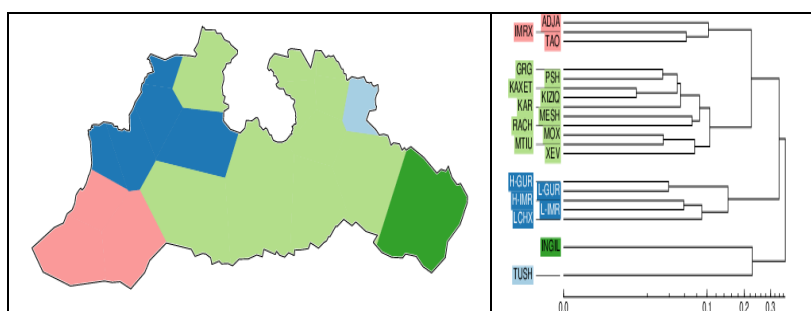 ADJA
IMRX
TAO
GRG
PSH
KAXET
KIZIQ
KAR
MESH
RACH
MOX
MTIU
XEV
H-GUR
L-GUR
H-IMR
L-IMR
LCHX
INGIL
TUSH
0.0 0.1 0.2 0.3